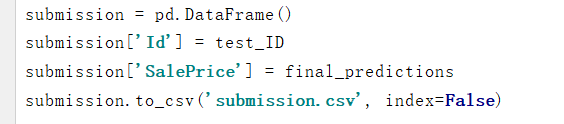 submission = pd.DataFrame()
submission['Id'] = test_ID
submission['SalePrice'] = final_predictions
submission.to_csv('submission.csv', index=False)